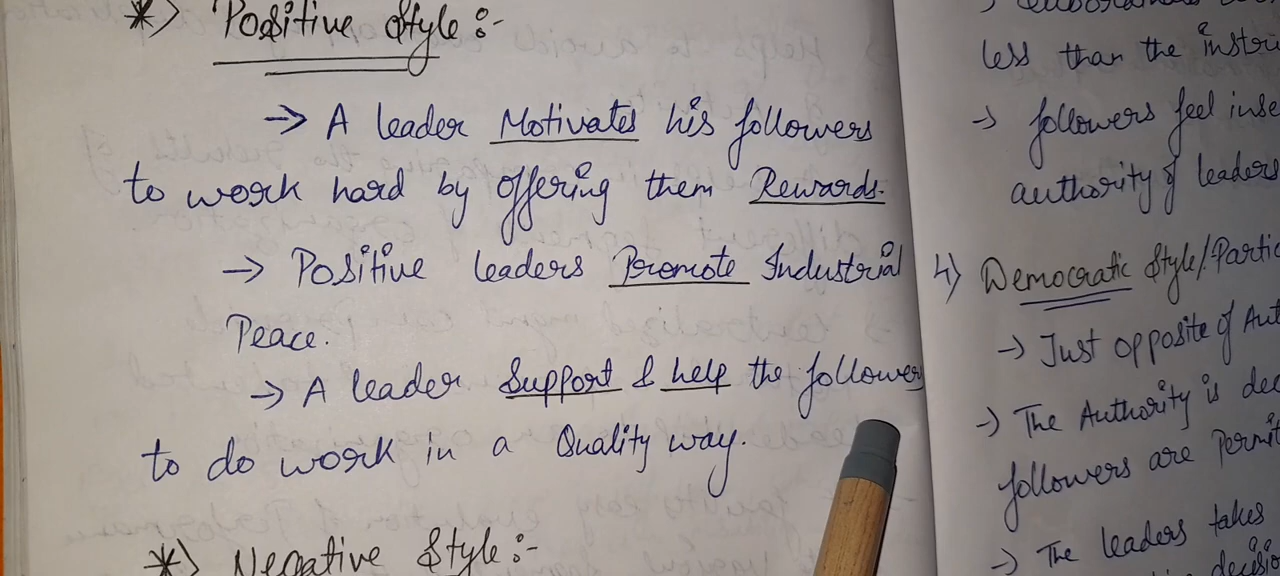 *) Positive Style :-
→ A leader Motivates his followers
to work hard by offering them Rewards.
→ Positive leaders Promote Industrial
Peace.
→ A leader Support & help the follower
to do work in a Quality way.
*) Negative Style :-
less than the
→ followers feel
authority of leaders
4) Democratic Style/
→ Just opposite of
→ The Authority is
followers are
→ The leaders takes